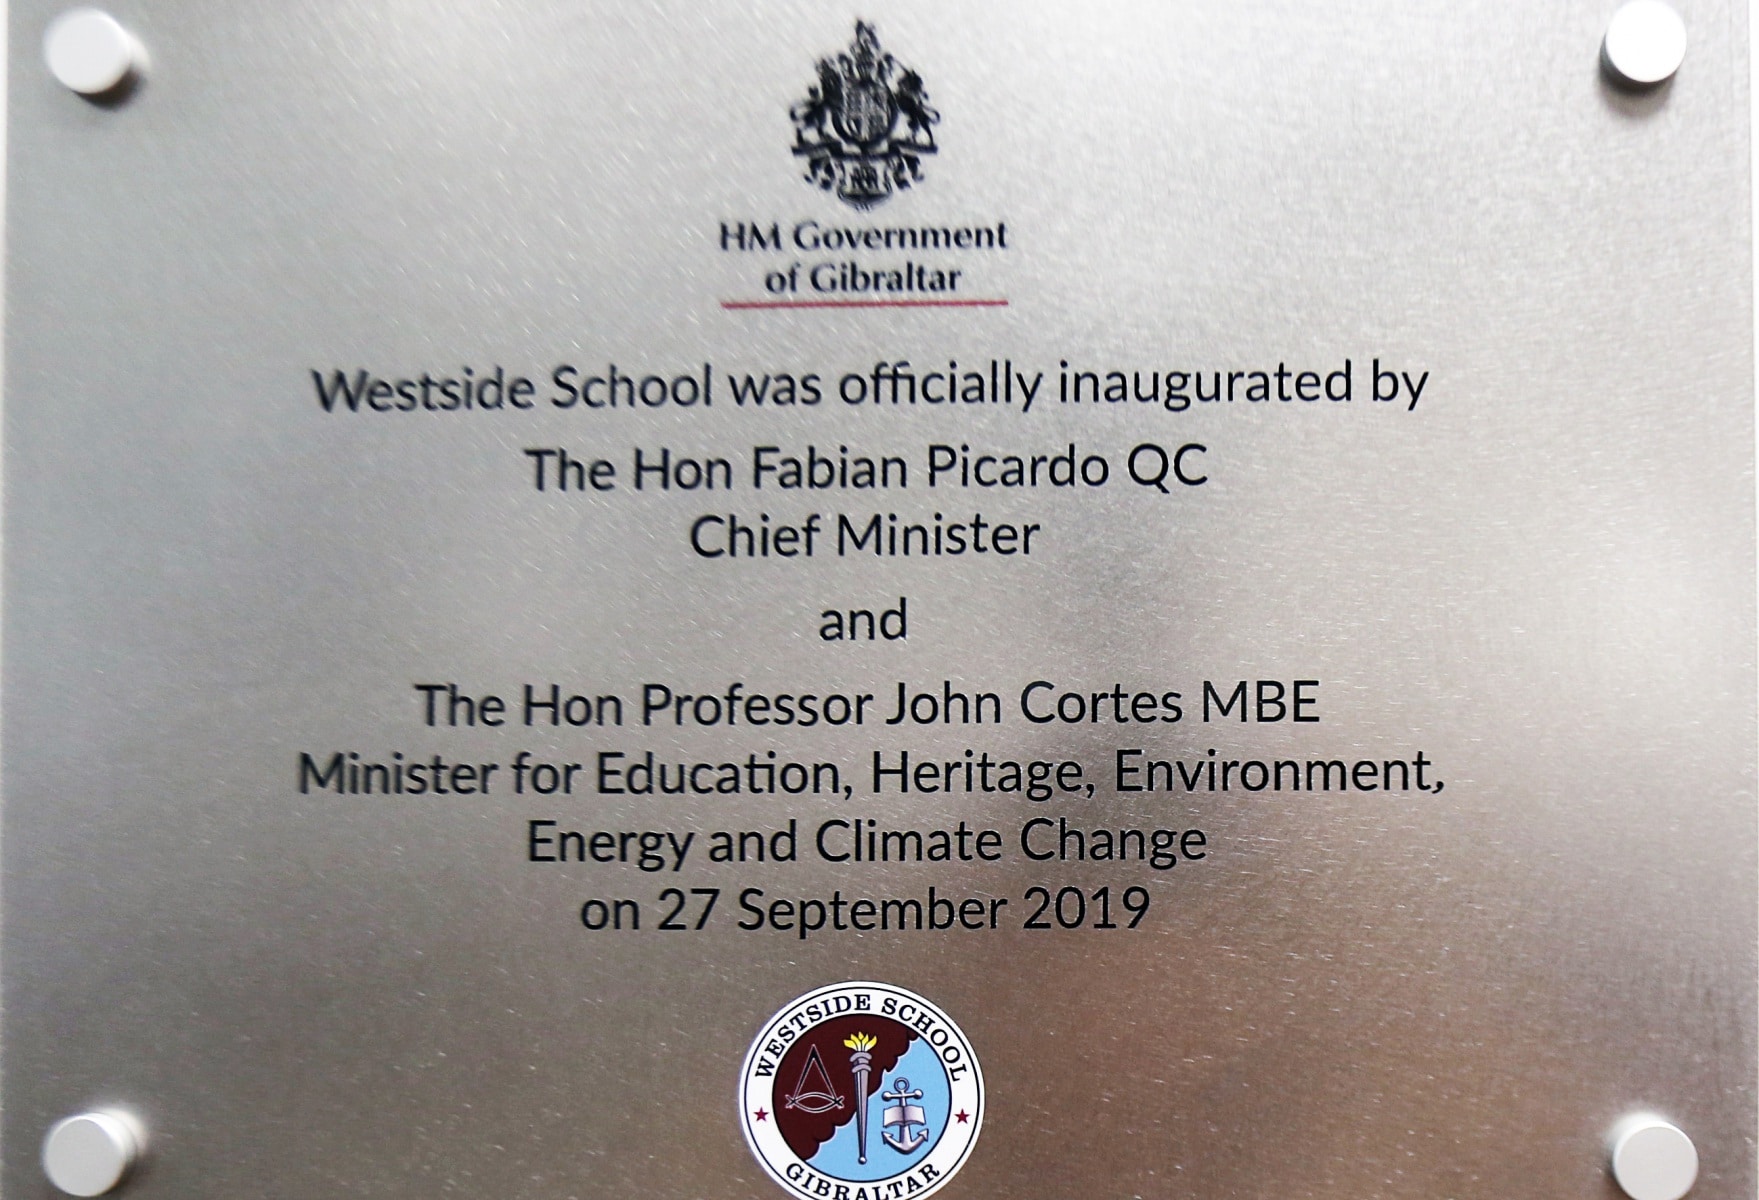 HM Government
of Gibraltar
Westside School was officially inaugurated by
The Hon Fabian Picardo QC
Chief Minister
and
The Hon Professor John Cortes MBE
Minister for Education, Heritage, Environment,
Energy and Climate Change
on 27 September 2019
WESTSIDE SCHOOL
GIBRALTAR